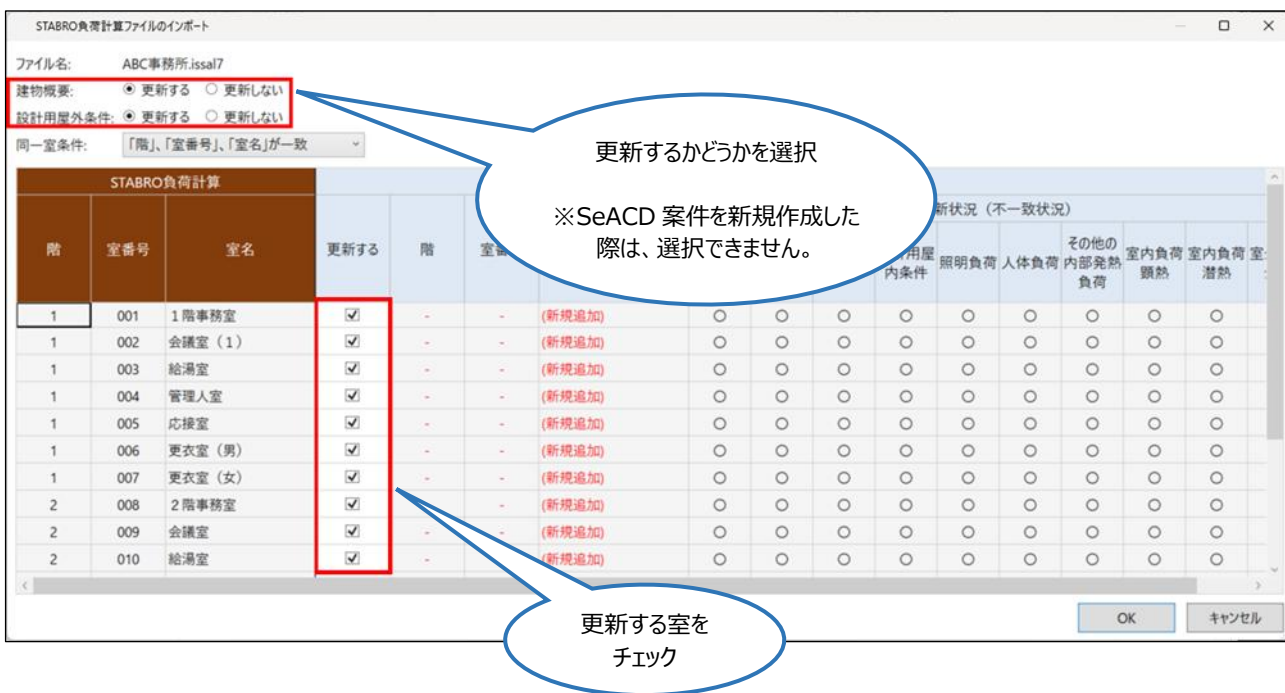 STABRO負荷計算ファイルのインポート
ファイル名: ABC事務所.issal7
建物概要: 更新する 更新しない
設計用屋外条件: 更新する 更新しない
同一室条件: 「階」、「室番号」、「室名」が一致
更新するかどうかを選択
※SeACD 案件を新規作成した
際は、選択できません。
STABRO負荷計算
新状況（不一致状況）
階 室番号 室名 更新する 階 照明負荷 人体負荷 その他の内部発熱負荷 室内負荷顕熱 室内負荷潜熱
内条件
1 001 １階事務室 - - (新規追加) ○ ○ ○ ○ ○ ○ ○ ○ ○
1 002 会議室（1） - - (新規追加) ○ ○ ○ ○ ○ ○ ○ ○ ○
1 003 給湯室 - - (新規追加) ○ ○ ○ ○ ○ ○ ○ ○ ○
1 004 管理人室 - - (新規追加) ○ ○ ○ ○ ○ ○ ○ ○ ○
1 005 応接室 - - (新規追加) ○ ○ ○ ○ ○ ○ ○ ○ ○
1 006 更衣室（男） - - (新規追加) ○ ○ ○ ○ ○ ○ ○ ○ ○
1 007 更衣室（女） - - (新規追加) ○ ○ ○ ○ ○ ○ ○ ○ ○
2 008 ２階事務室 - (新規追加) ○ ○ ○ ○ ○ ○ ○ ○ ○
2 009 会議室 - - (新規追加) ○ ○ ○ ○ ○ ○ ○ ○ ○
2 010 給湯室 - (新規追加) ○ ○ ○ ○ ○ ○ ○ ○ ○
OK キャンセル
更新する室を
チェック